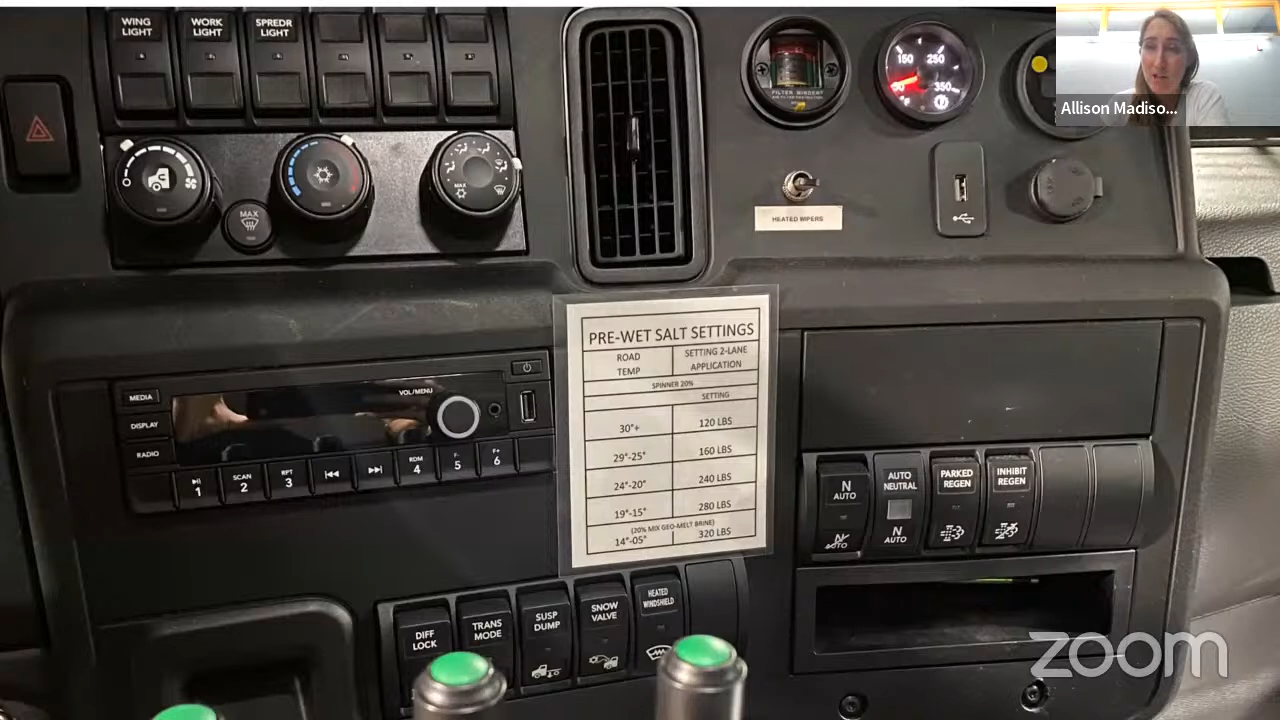 WING
LIGHT
WORK
LIGHT
SPREDR
LIGHT
150
250
350
°F
FILTER MINDER
Allison Madiso...
MAX
MAX
HEATED WIPERS
PRE-WET SALT SETTINGS
ROAD
TEMP
SETTING 2-LANE
APPLICATION
SPINNER 20%
SETTING
30°+
120 LBS
29°-25°
160 LBS
24°-20°
240 LBS
19°-15°
280 LBS
(20% MIX GEO-MELT BRINE)
14°-05°
320 LBS
MEDIA
DISPLAY
RADIO
VOL/MENU
1
SCAN
2
RPT
3
RDM
4
F-
5
F+
6
N
AUTO
AUTO
NEUTRAL
N
AUTO
PARKED
REGEN
INHIBIT
REGEN
DIFF
LOCK
TRANS
MODE
SUSP
DUMP
SNOW
VALVE
HEATED
WINDSHIELD
zoom